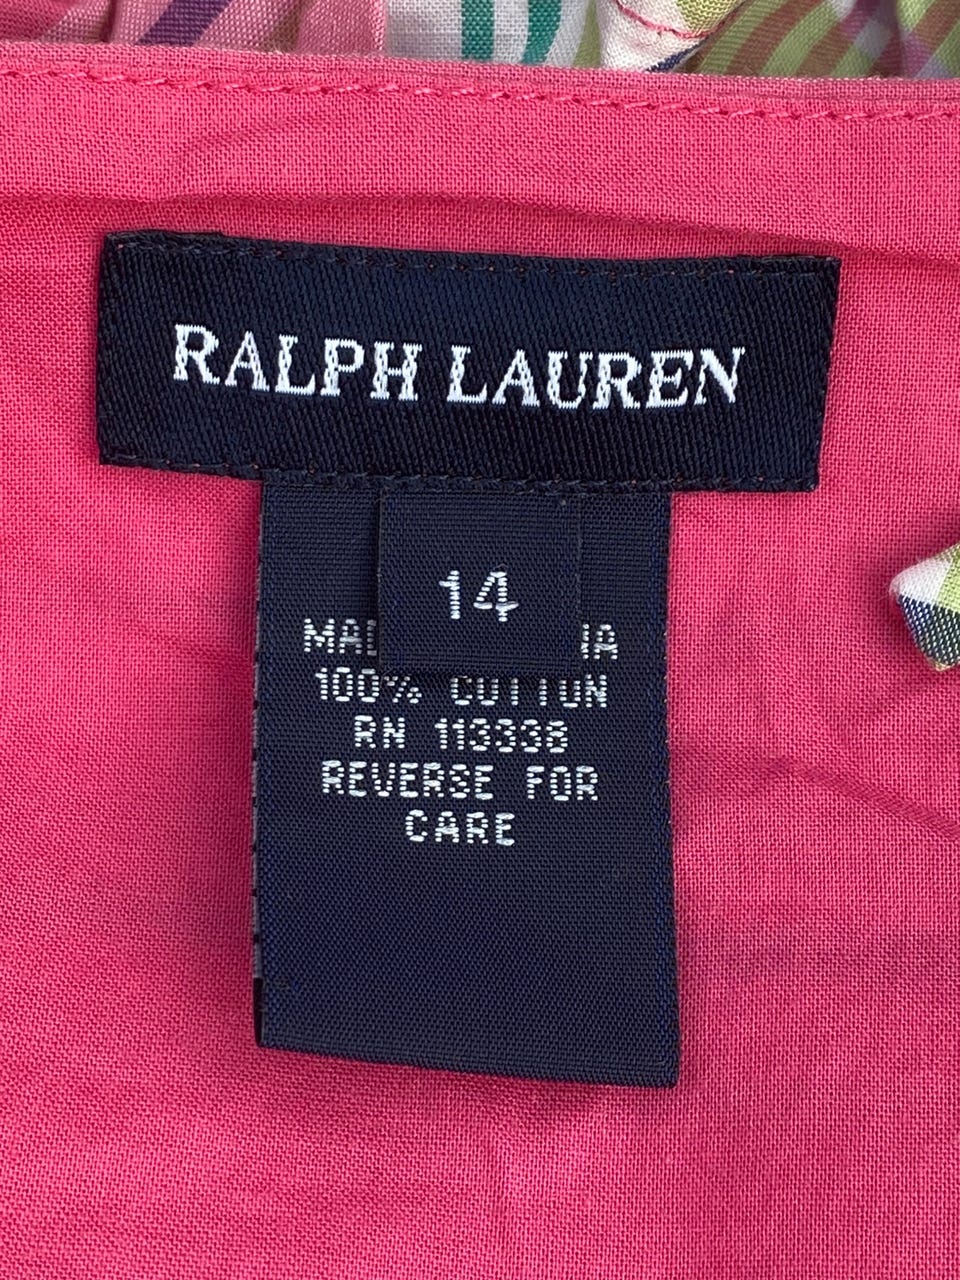 RALPH LAUREN
14
100% COTTON
RN 113338
REVERSE FOR
CARE